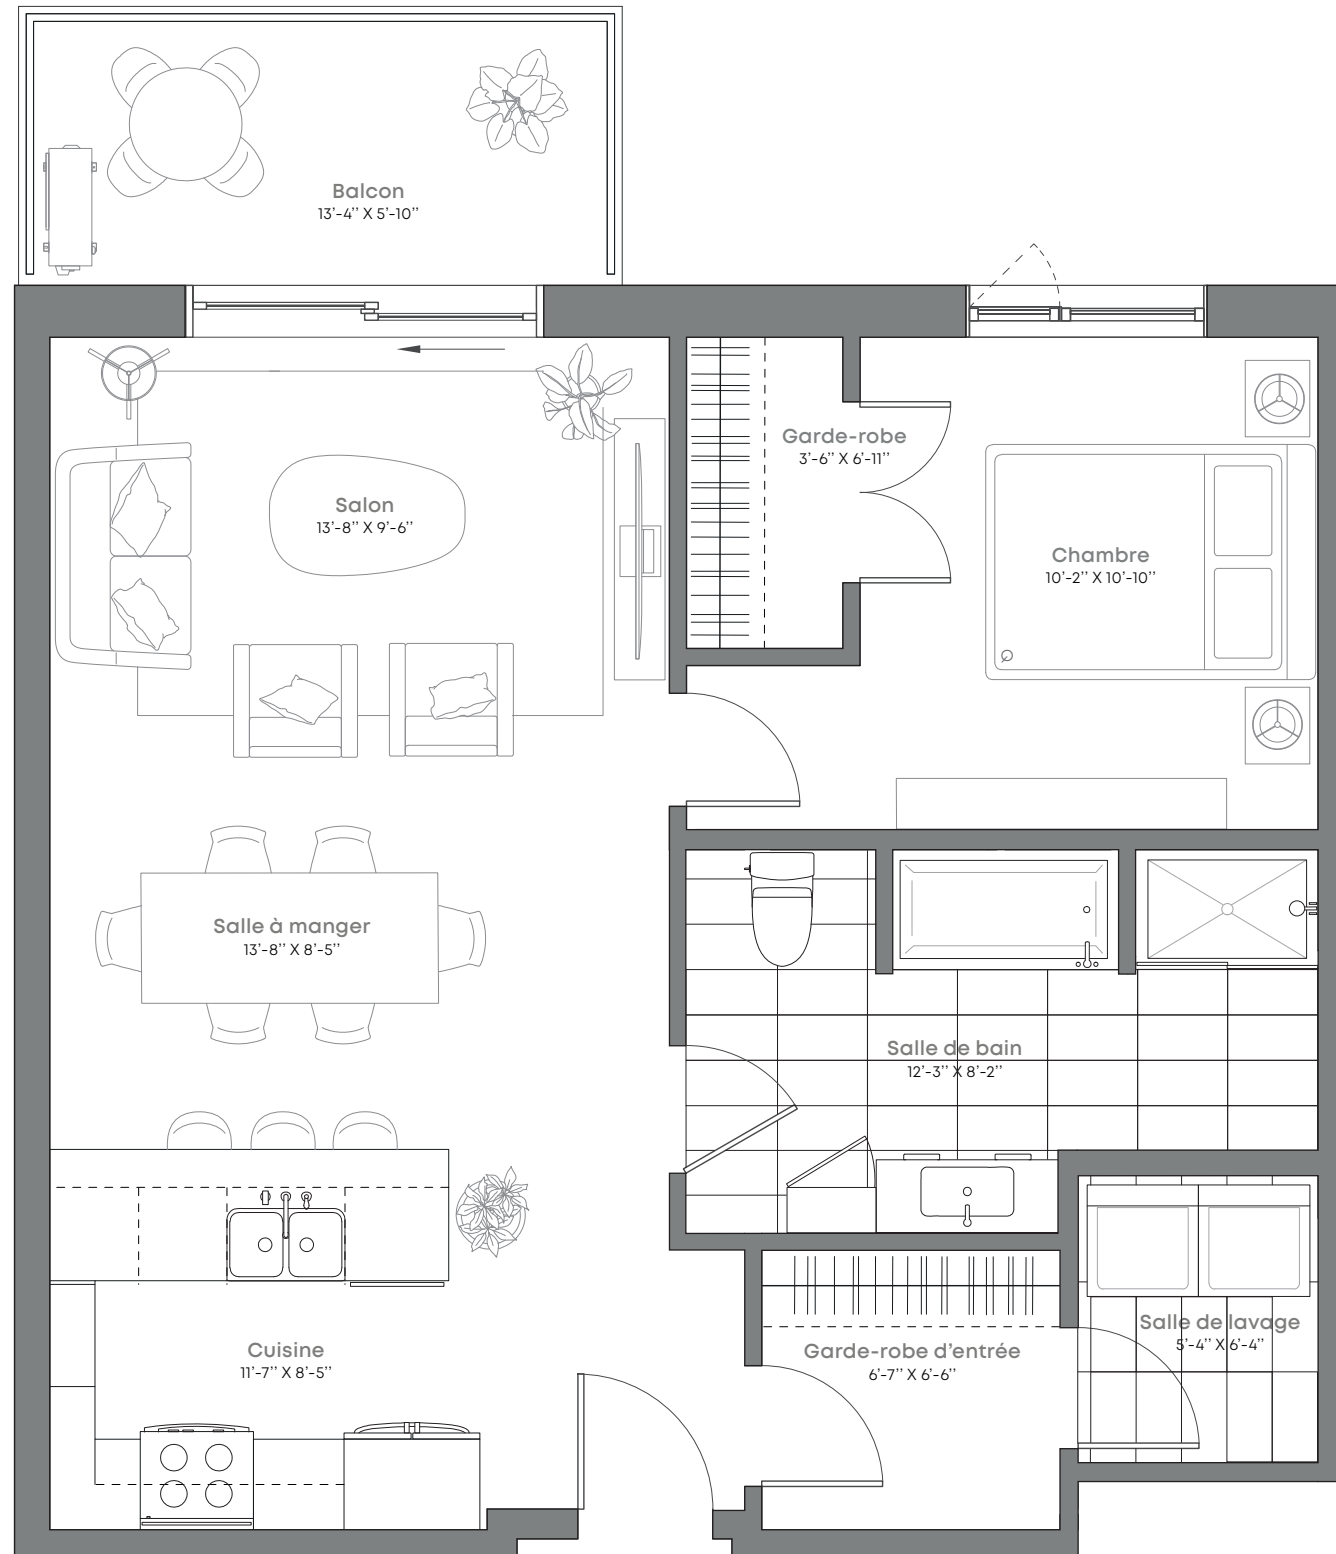 Balcon
13'-4'' X 5'-10''
Garde-robe
3'-6'' X 6'-11''
Salon
13'-8'' X 9'-6''
Chambre
10'-2'' X 10'-10''
Salle à manger
13'-8'' X 8'-5''
Salle de bain
12'-3'' X 8'-2''
Salle de lavage
5'-4'' X 6'-4''
Cuisine
11'-7'' X 8'-5''
Garde-robe d'entrée
6'-7'' X 6'-6''